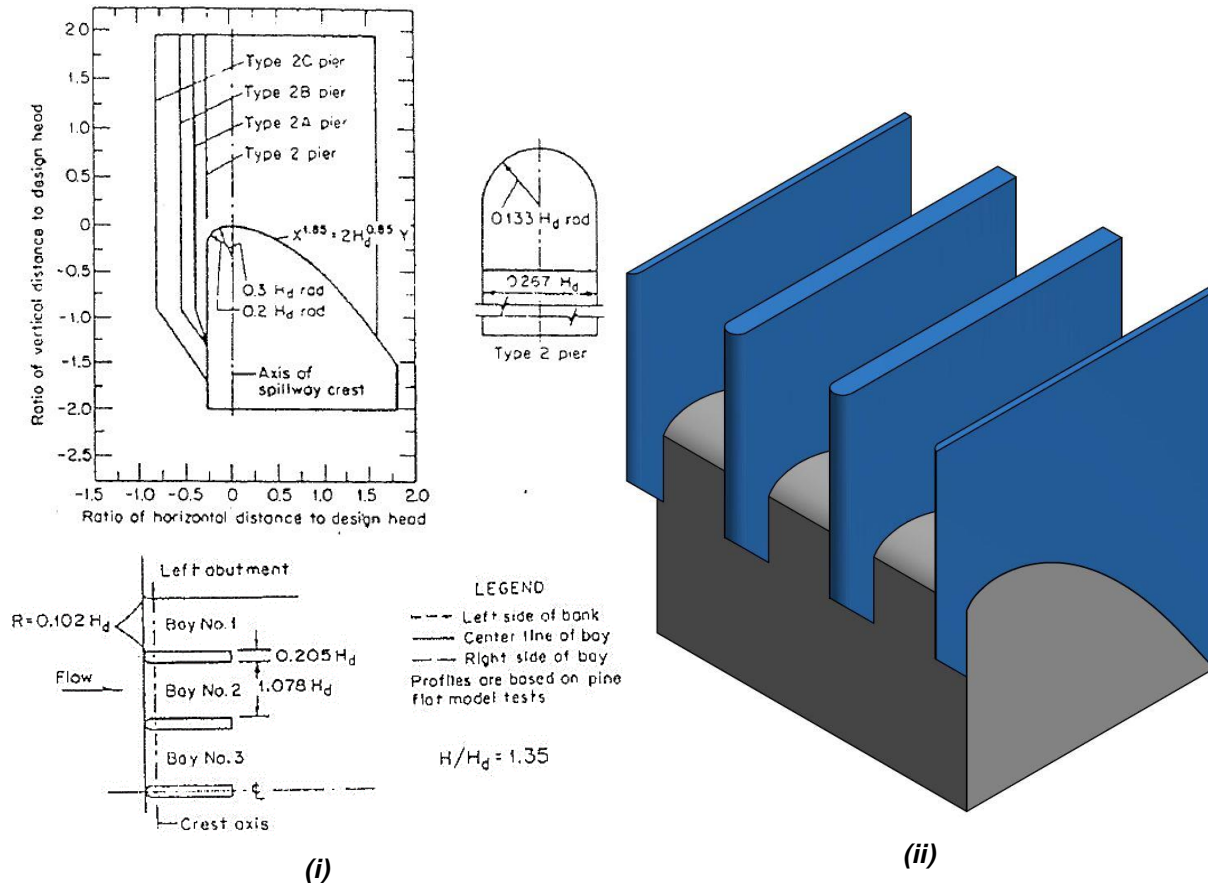 2.0
1.5
1.0
0.5
0
-0.5
-1.0
-1.5
-2.0
-2.5
Ratio of vertical distance to design head
Type 2C pier
Type 2B pier
Type 2A pier
Type 2 pier
X^1.85 = 2H_d^0.85 Y
0.3 H_d rad
0.2 H_d rad
Axis of
spillway crest
-1.5 -1.0 -0.5 0 0.5 1.0 1.5 2.0
Ratio of horizontal distance to design head
0.133 H_d rad
0.267 H_d
Type 2 pier
Left abutment
R=0.102 H_d
Bay No.1
0.205 H_d
Flow
Bay No.2
1.078 H_d
Bay No.3
℄
Crest axis
LEGEND
Left side of bank
Center line of bay
Right side of bay
Profiles are based on pine
flat model tests
H/H_d = 1.35
(i)
(ii)